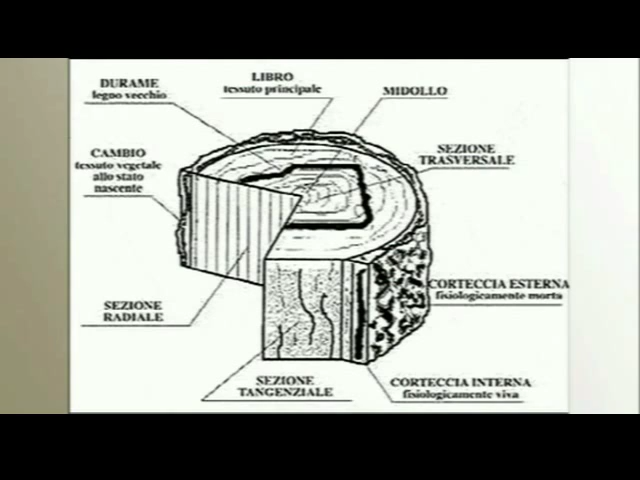 DURAME
legno vecchio
LIBRO
tessuto principale
MIDOLLO
CAMBIO
tessuto vegetale
allo stato
nascente
SEZIONE
TRASVERSALE
CORTECCIA ESTERNA
fisiologicamente morta
SEZIONE
RADIALE
SEZIONE
TANGENZIALE
CORTECCIA INTERNA
fisiologicamente viva